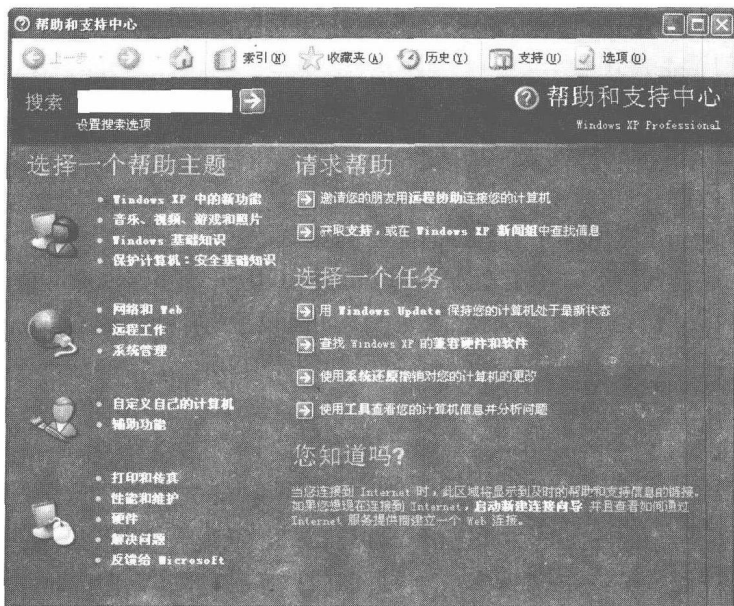 帮助和支持中心
上一步 索引(N) 收藏夹(A) 历史(Y) 支持(U) 选项(O)
搜索
设置搜索选项
帮助和支持中心
Windows XP Professional
选择一个帮助主题
Windows XP 中的新功能
音乐、视频、游戏和照片
Windows 基础知识
保护计算机：安全基础知识
网络和 Web
远程工作
系统管理
自定义自己的计算机
辅助功能
打印和传真
性能和维护
硬件
解决问题
反馈给 Microsoft
请求帮助
邀请您的朋友用远程协助连接您的计算机
获取支持，或在 Windows XP 新闻组中查找信息
选择一个任务
用 Windows Update 保持您的计算机处于最新状态
查找 Windows XP 的兼容硬件和软件
使用系统还原撤销对您的计算机的更改
使用工具查看您的计算机信息并分析问题
您知道吗?
当您连接到 Internet 时，此区域将显示到及时的帮助和支持信息的链接。
如果您想现在连接到 Internet，启动新建连接向导 并且查看如何通过
Internet 服务提供商建立一个 Web 连接。